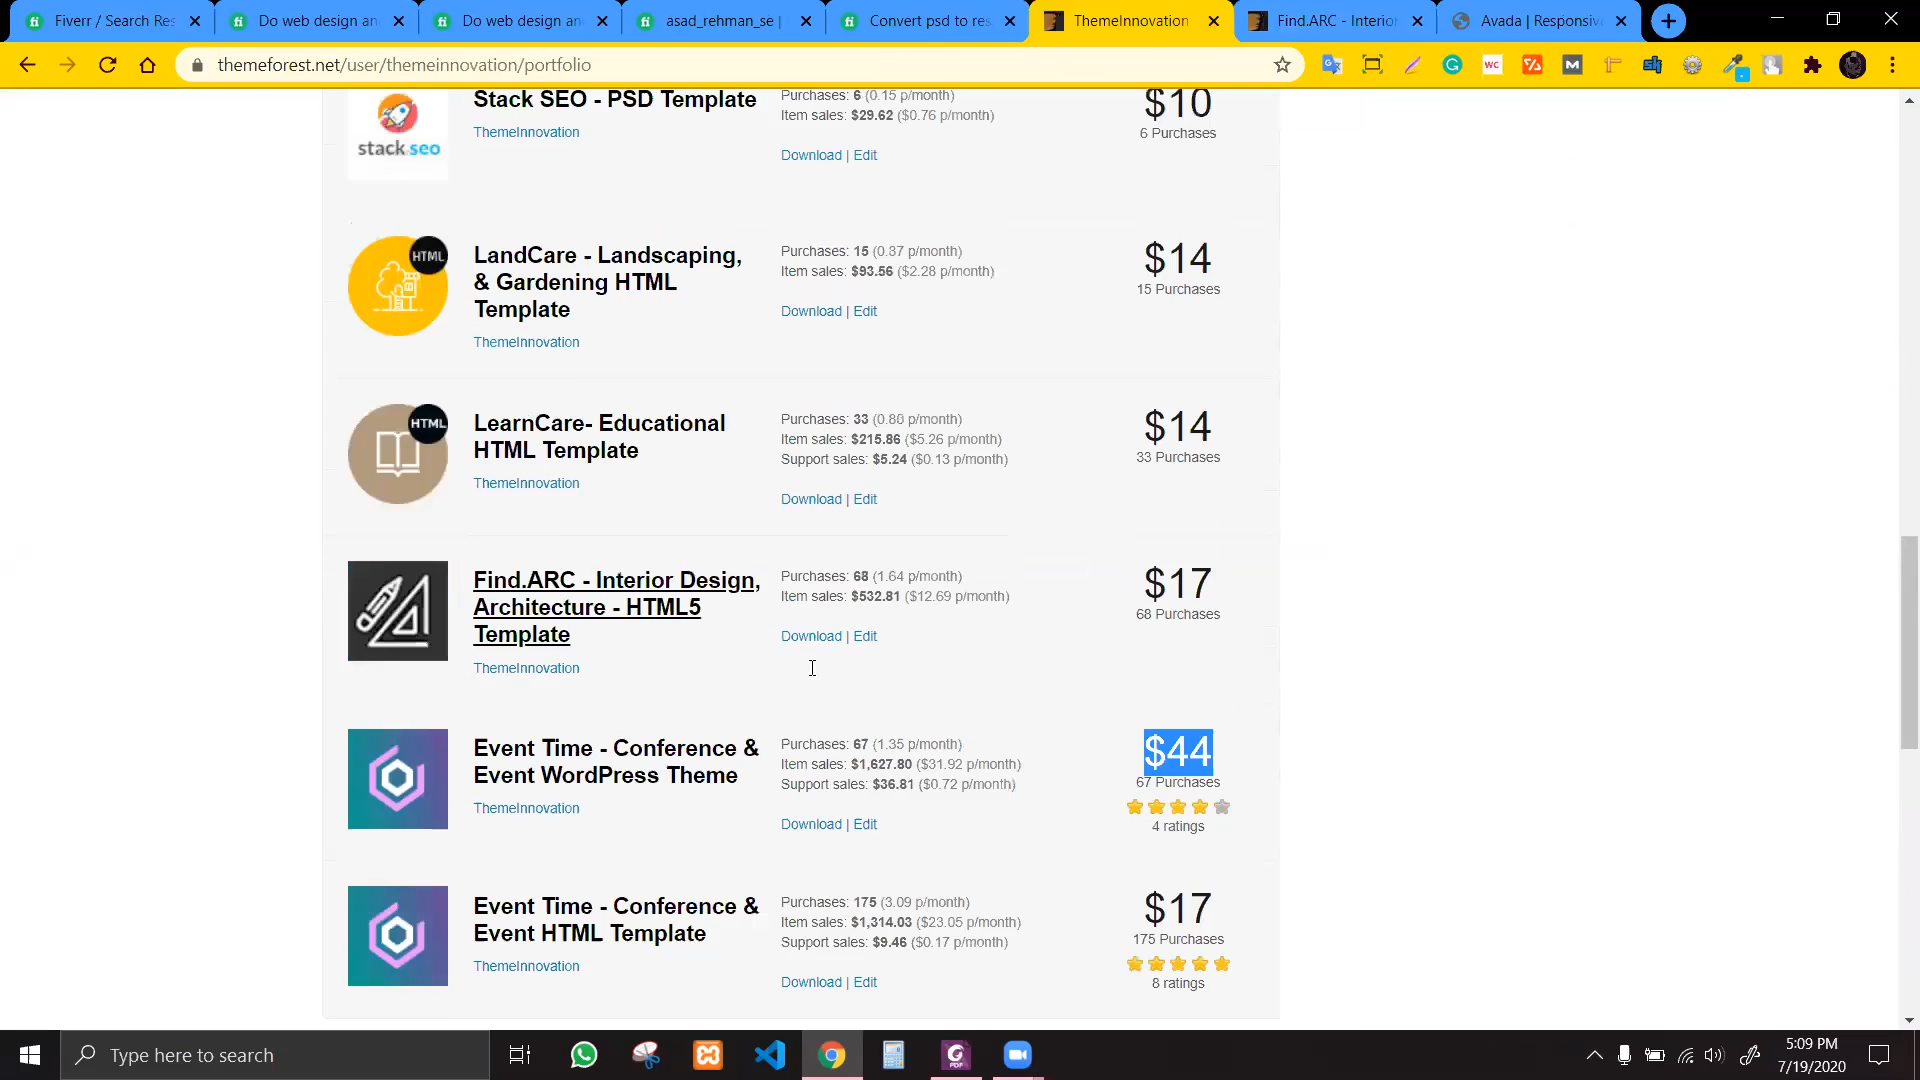 Fiverr / Search Res
Do web design an
Do web design an
asad_rehman_se |
Convert psd to res
ThemeInnovation
Find.ARC - Interior
Avada | Responsiv
themeforest.net/user/themeinnovation/portfolio
Stack SEO - PSD Template
ThemeInnovation
stack.seo
Purchases: 6 (0.15 p/month)
Item sales: $29.62 ($0.76 p/month)
Download | Edit
$10
6 Purchases
HTML
LandCare - Landscaping,
& Gardening HTML
Template
ThemeInnovation
Purchases: 15 (0.37 p/month)
Item sales: $93.56 ($2.28 p/month)
Download | Edit
$14
15 Purchases
HTML
LearnCare- Educational
HTML Template
ThemeInnovation
Purchases: 33 (0.80 p/month)
Item sales: $215.86 ($5.26 p/month)
Support sales: $5.24 ($0.13 p/month)
Download | Edit
$14
33 Purchases
Find.ARC - Interior Design,
Architecture - HTML5
Template
ThemeInnovation
Purchases: 68 (1.64 p/month)
Item sales: $532.81 ($12.69 p/month)
Download | Edit
$17
68 Purchases
Event Time - Conference &
Event WordPress Theme
ThemeInnovation
Purchases: 67 (1.35 p/month)
Item sales: $1,627.80 ($31.92 p/month)
Support sales: $36.81 ($0.72 p/month)
Download | Edit
$44
67 Purchases
4 ratings
Event Time - Conference &
Event HTML Template
ThemeInnovation
Purchases: 175 (3.09 p/month)
Item sales: $1,314.03 ($23.05 p/month)
Support sales: $9.46 ($0.17 p/month)
Download | Edit
$17
175 Purchases
8 ratings
Type here to search
5:09 PM
7/19/2020